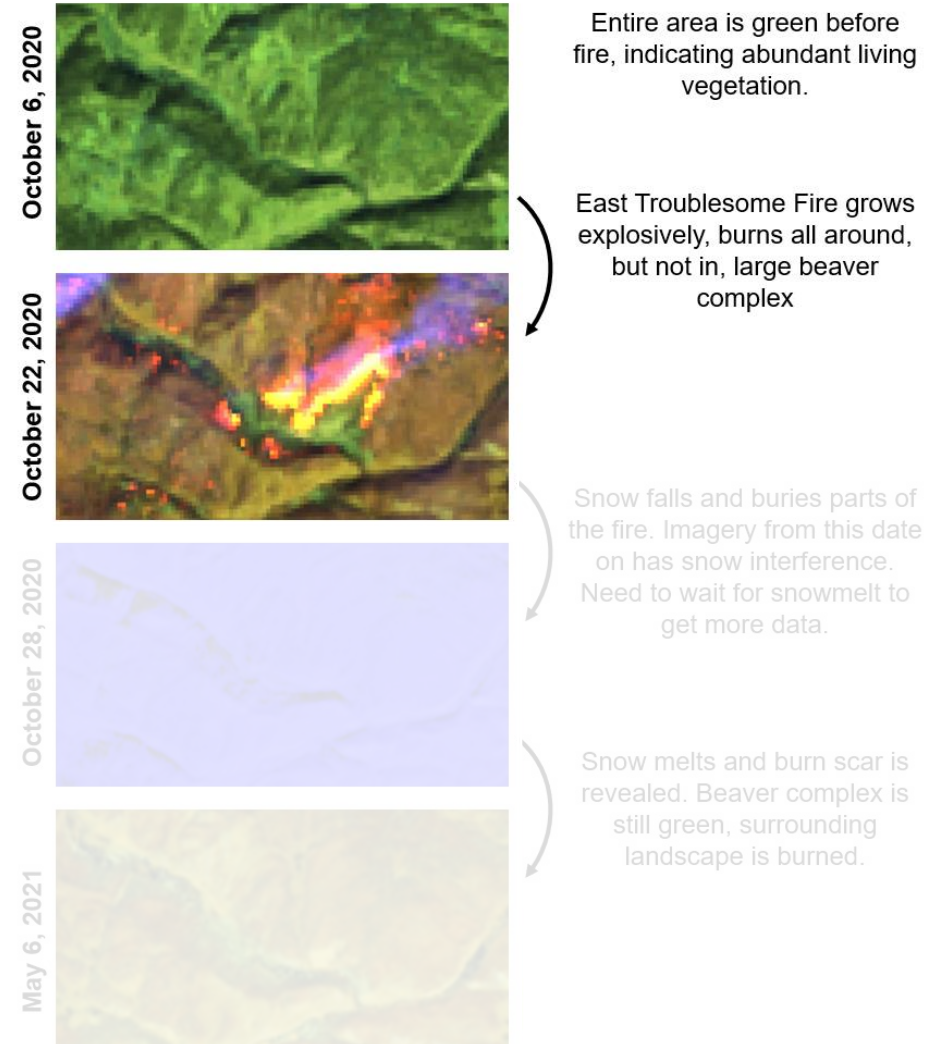 October 6, 2020
Entire area is green before
fire, indicating abundant living
vegetation.
East Troublesome Fire grows
explosively, burns all around,
but not in, large beaver
complex
October 22, 2020
Snow falls and buries parts of
the fire. Imagery from this date
on has snow interference.
Need to wait for snowmelt to
get more data.
October 28, 2020
Snow melts and burn scar is
revealed. Beaver complex is
still green, surrounding
landscape is burned.
May 6, 2021